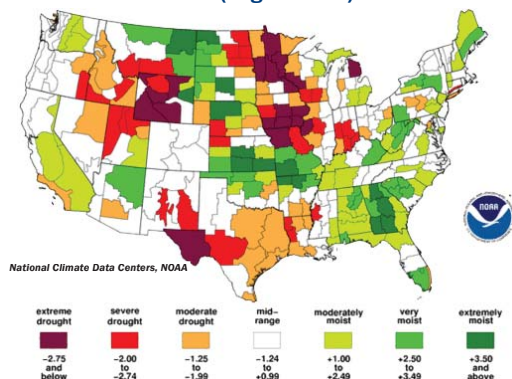 NOAA
National Climate Data Centers, NOAA
extreme drought
severe drought
moderate drought
mid-range
moderately moist
very moist
extremely moist
−2.75 and below
−2.00 to −2.74
−1.25 to −1.99
−1.24 to +0.99
+1.00 to +2.49
+2.50 to +3.49
+3.50 and above